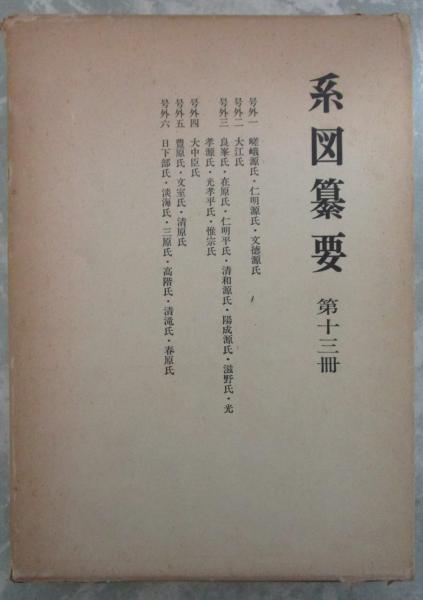 系図纂要
第十三冊
号外一 嵯峨源氏・仁明源氏・文徳源氏
号外二 大江氏
号外三 良峯氏・在原氏・仁明平氏・清和源氏・陽成源氏・滋野氏・光
孝源氏・光孝平氏・惟宗氏
号外四 大中臣氏
号外五 豊原氏・文室氏・清原氏
号外六 日下部氏・淡海氏・三原氏・高階氏・清滝氏・春原氏